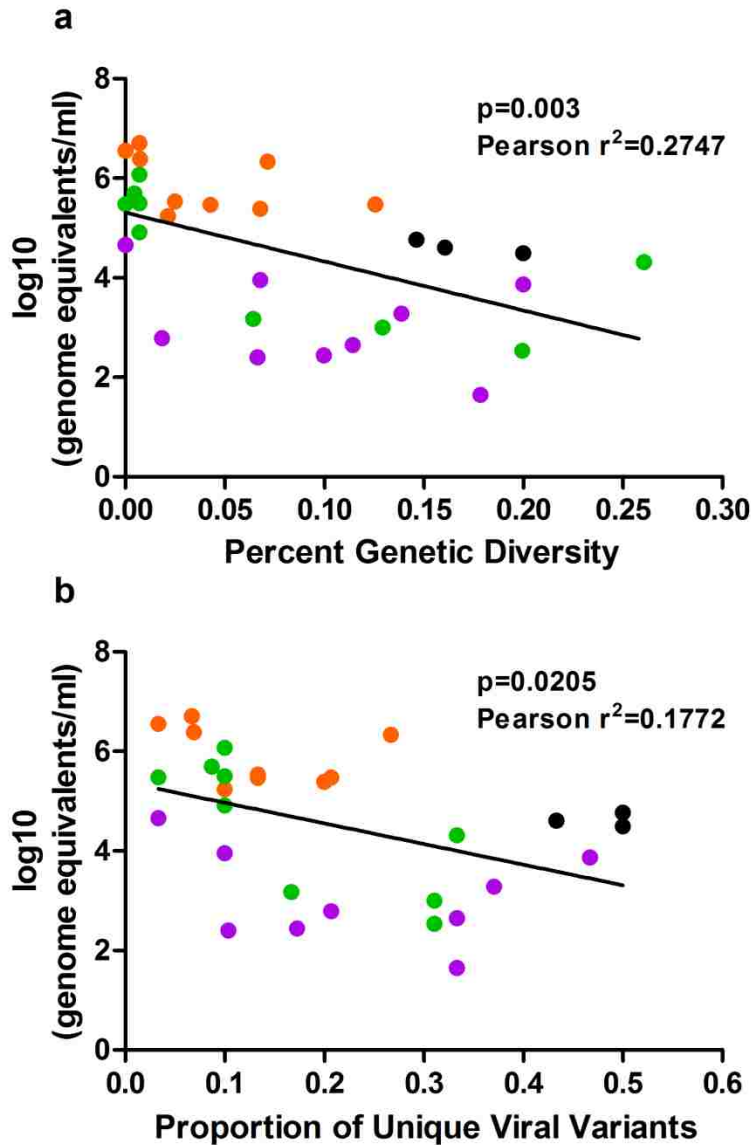 a
log10
(genome equivalents/ml)
8
6
4
2
0
p=0.003
Pearson r²=0.2747
0.00 0.05 0.10 0.15 0.20 0.25 0.30
Percent Genetic Diversity
b
log10
(genome equivalents/ml)
8
6
4
2
0
p=0.0205
Pearson r²=0.1772
0.0 0.1 0.2 0.3 0.4 0.5 0.6
Proportion of Unique Viral Variants